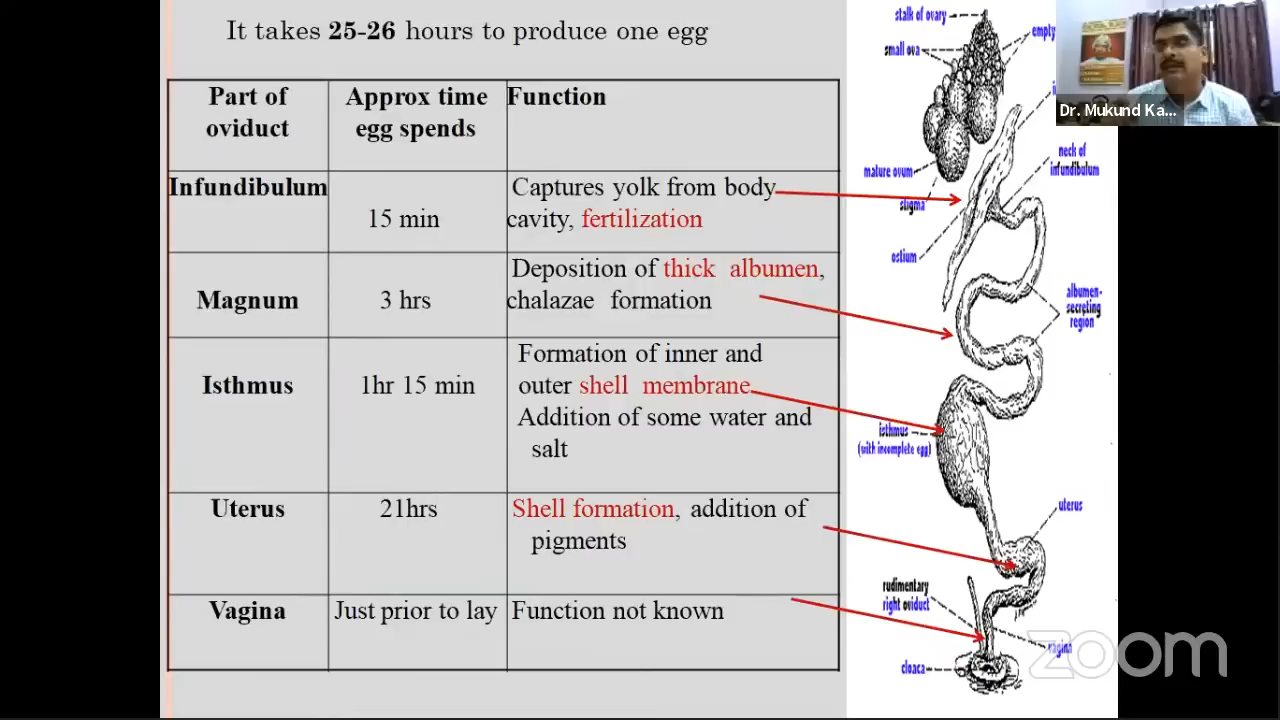 It takes 25-26 hours to produce one egg
Part of
oviduct
Approx time
egg spends
Function
Infundibulum
15 min
Captures yolk from body
cavity, fertilization
Magnum
3 hrs
Deposition of thick albumen,
chalazae formation
Isthmus
1hr 15 min
Formation of inner and
outer shell membrane
Addition of some water and
salt
Uterus
21hrs
Shell formation, addition of
pigments
Vagina
Just prior to lay
Function not known
stalk of ovary
small ova
empty
mature ovum
stigma
neck of
infundibulum
ostium
albumen-
secreting
region
isthmus
(with incomplete egg)
uterus
rudimentary
right oviduct
vagina
cloaca
Dr. Mukund Ka...
zoom